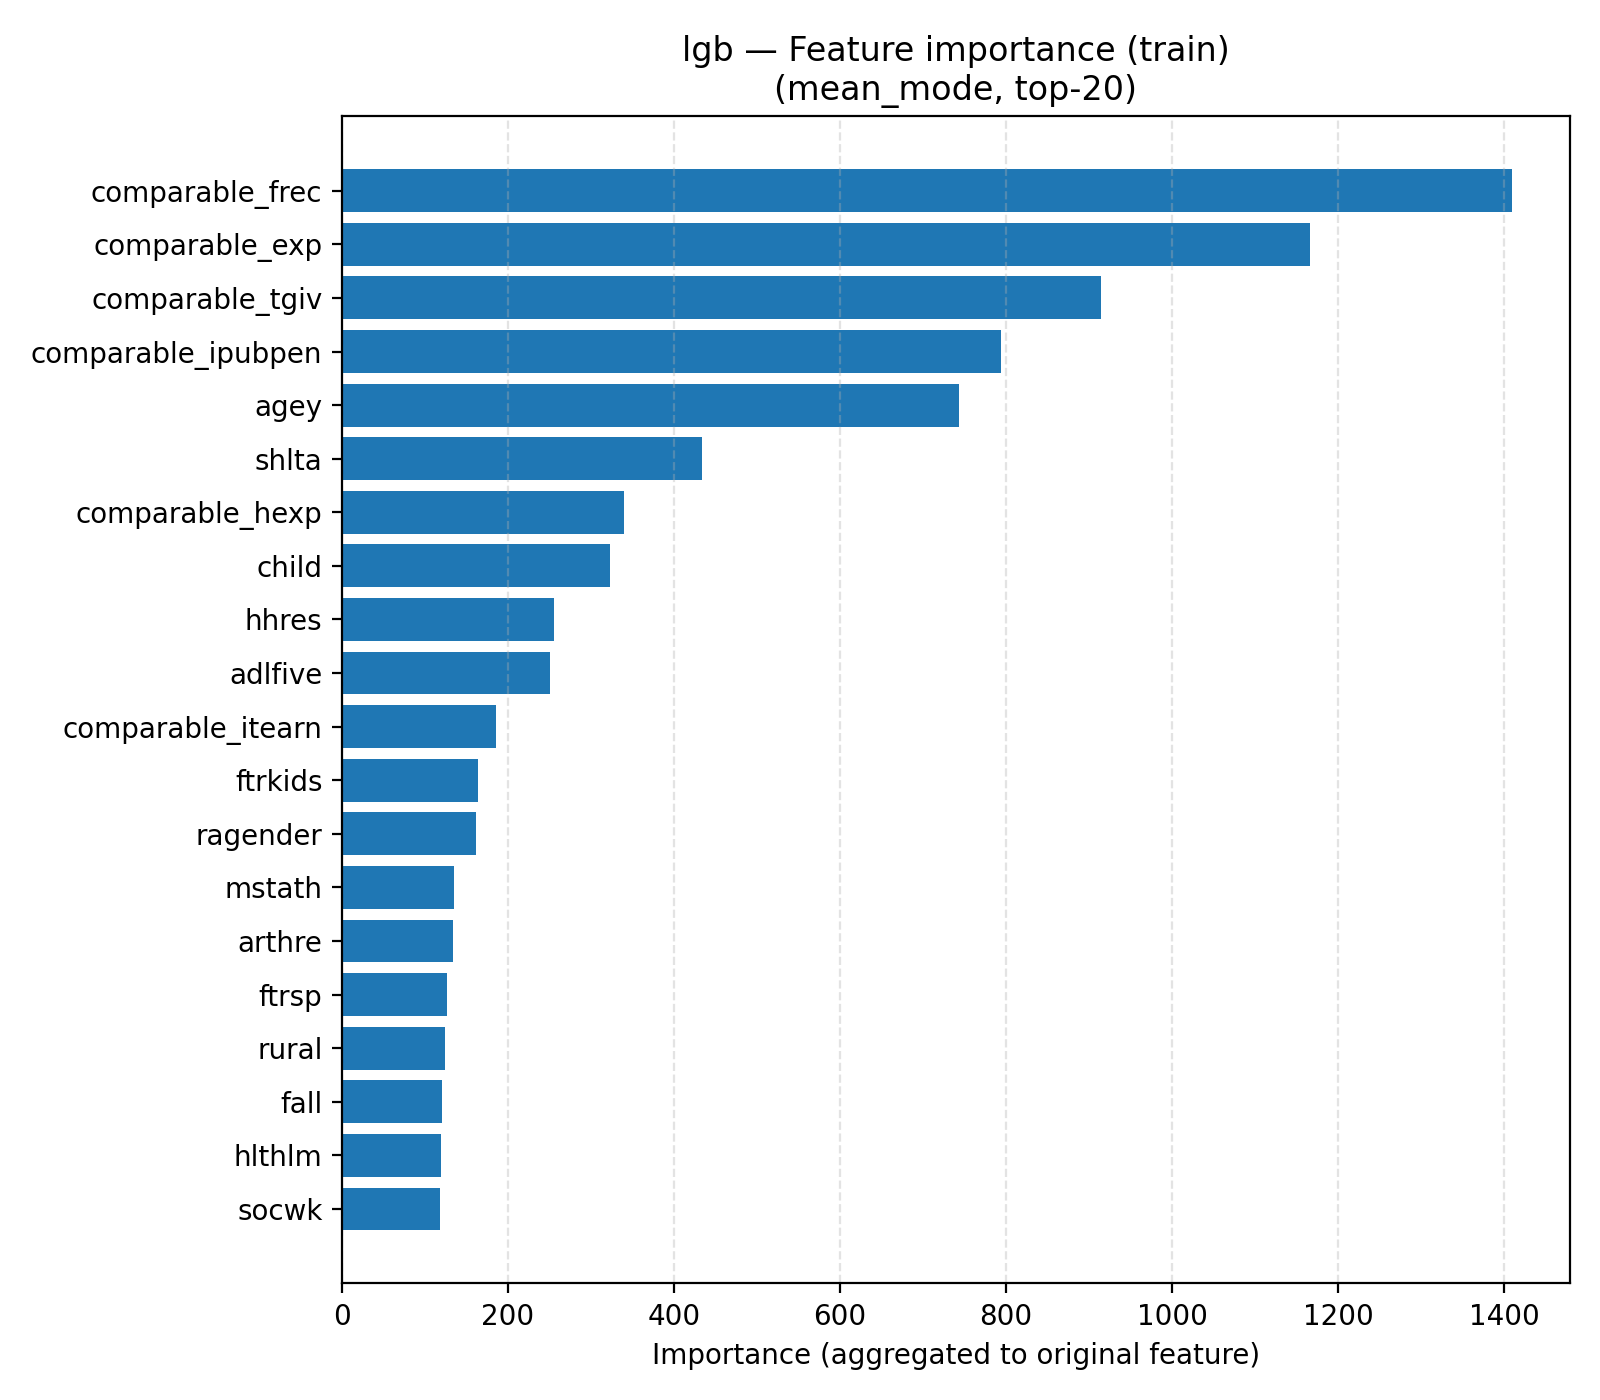 lgb — Feature importance (train)
(mean_mode, top-20)
comparable_frec
comparable_exp
comparable_tgiv
comparable_ipubpen
agey
shlta
comparable_hexp
child
hhres
adlfive
comparable_itearn
ftrkids
ragender
mstath
arthre
ftrsp
rural
fall
hlthlm
socwk
0 200 400 600 800 1000 1200 1400
Importance (aggregated to original feature)